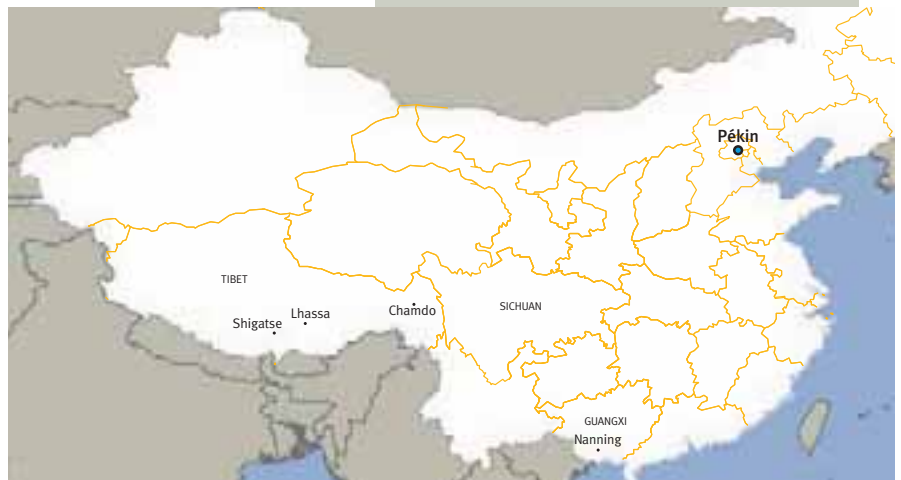 Pékin
TIBET
SICHUAN
Chamdo
Lhassa
Shigatse
GUANGXI
Nanning